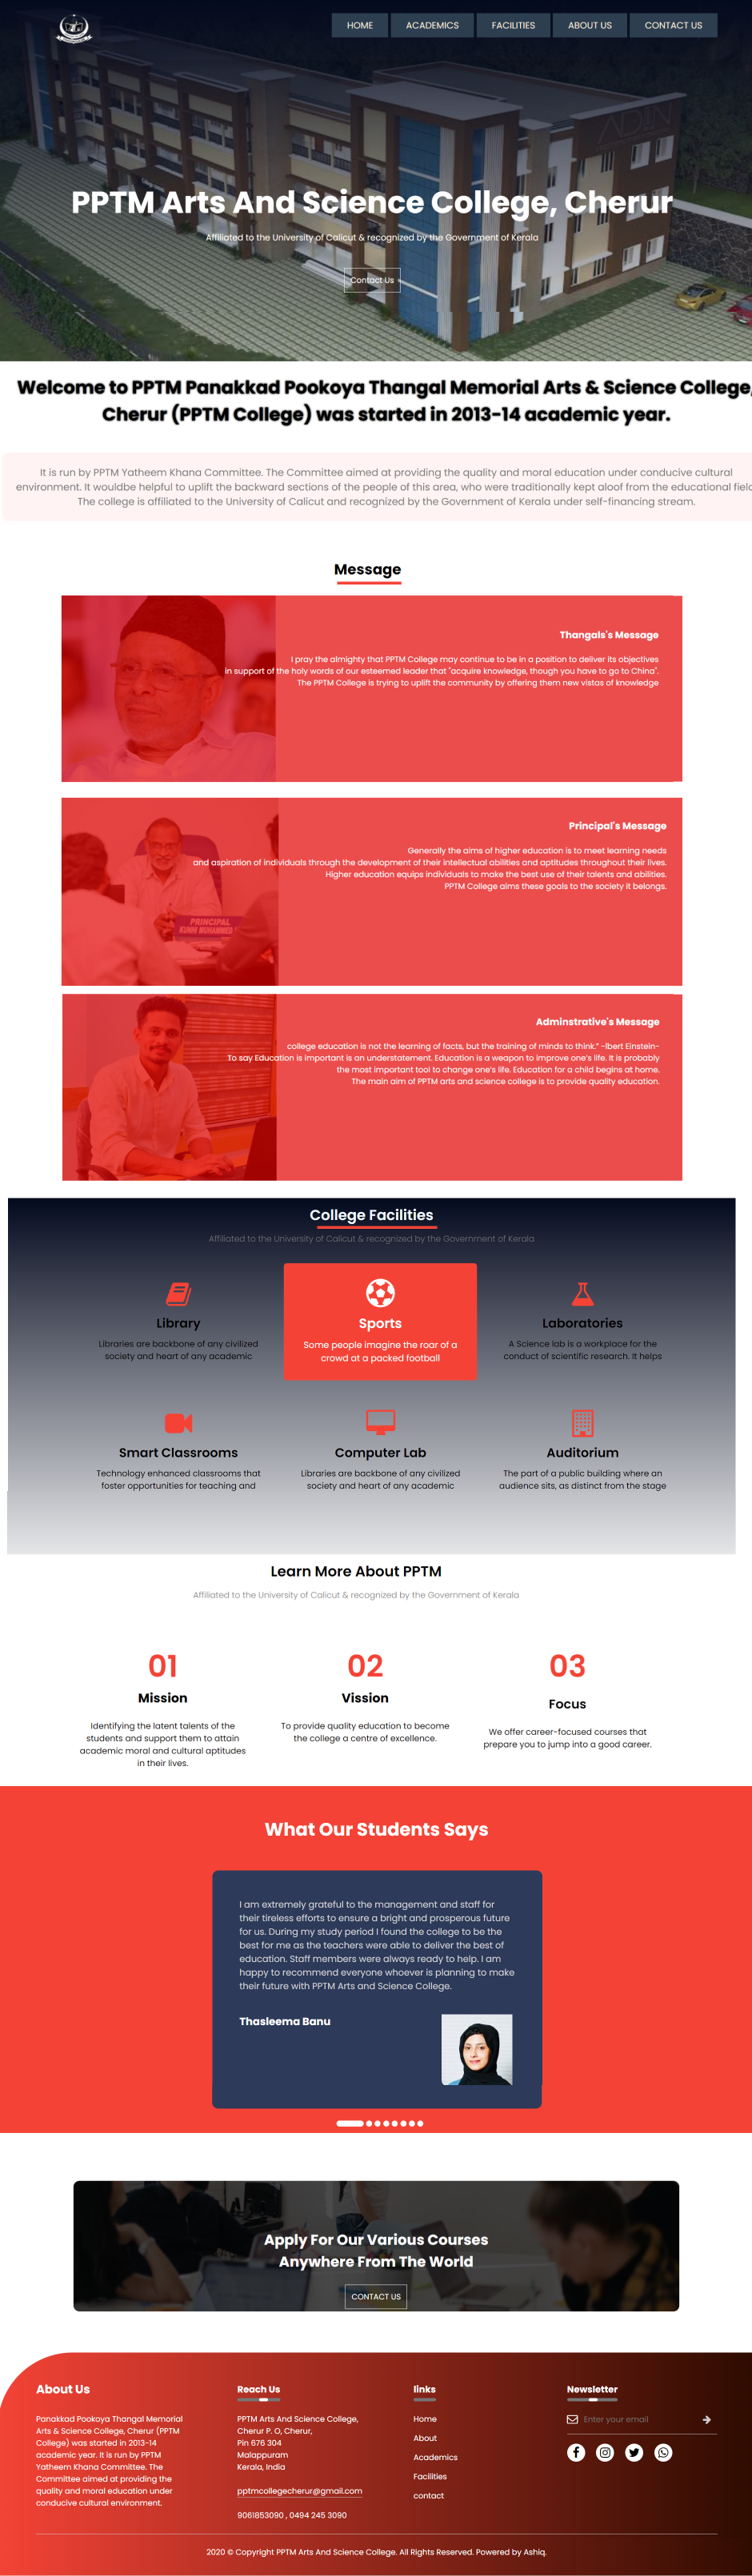 HOME ACADEMICS FACILITIES ABOUT US CONTACT US
PPTM Arts And Science College, Cherur
Affiliated to the University of Calicut & recognized by the Government of Kerala
Contact Us
Welcome to PPTM Panakkad Pookoya Thangal Memorial Arts & Science College,
Cherur (PPTM College) was started in 2013-14 academic year.
It is run by PPTM Yatheem Khana Committee. The Committee aimed at providing the quality and moral education under conducive cultural
environment. It wouldbe helpful to uplift the backward sections of the people of this area, who were traditionally kept aloof from the educational field
The college is affiliated to the University of Calicut and recognized by the Government of Kerala under self-financing stream.
Message
Thangals's Message
I pray the almighty that PPTM College may continue to be in a position to deliver its objectives
in support of the holy words of our esteemed leader that "acquire knowledge, though you have to go to China".
The PPTM College is trying to uplift the community by offering them new vistas of knowledge
Principal's Message
Generally the aims of higher education is to meet learning needs
and aspiration of individuals through the development of their intellectual abilities and aptitudes throughout their lives.
Higher education equips individuals to make the best use of their talents and abilities.
PPTM College aims these goals to the society it belongs.
PRINCIPAL
KUNHI MUHAMMED
Adminstrative's Message
college education is not the learning of facts, but the training of minds to think." -lbert Einstein-
To say Education is important is an understatement. Education is a weapon to improve one's life. It is probably
the most important tool to change one's life. Education for a child begins at home.
The main aim of PPTM arts and science college is to provide quality education.
College Facilities
Affiliated to the University of Calicut & recognized by the Government of Kerala
Library
Libraries are backbone of any civilized
society and heart of any academic
Sports
Some people imagine the roar of a
crowd at a packed football
Laboratories
A Science lab is a workplace for the
conduct of scientific research. It helps
Smart Classrooms
Technology enhanced classrooms that
foster opportunities for teaching and
Computer Lab
Libraries are backbone of any civilized
society and heart of any academic
Auditorium
The part of a public building where an
audience sits, as distinct from the stage
Learn More About PPTM
Affiliated to the University of Calicut & recognized by the Government of Kerala
01
Mission
Identifying the latent talents of the
students and support them to attain
academic moral and cultural aptitudes
in their lives.
02
Vission
To provide quality education to become
the college a centre of excellence.
03
Focus
We offer career-focused courses that
prepare you to jump into a good career.
What Our Students Says
I am extremely grateful to the management and staff for
their tireless efforts to ensure a bright and prosperous future
for us. During my study period I found the college to be the
best for me as the teachers were able to deliver the best of
education. Staff members were always ready to help. I am
happy to recommend everyone whoever is planning to make
their future with PPTM Arts and Science College.
Thasleema Banu
Apply For Our Various Courses
Anywhere From The World
CONTACT US
About Us
Panakkad Pookoya Thangal Memorial
Arts & Science College, Cherur (PPTM
College) was started in 2013-14
academic year. It is run by PPTM
Yatheem Khana Committee. The
Committee aimed at providing the
quality and moral education under
conducive cultural environment.
Reach Us
PPTM Arts And Science College,
Cherur P. O, Cherur,
Pin 676 304
Malappuram
Kerala, India
pptmcollegecherur@gmail.com
9061853090 , 0494 245 3090
links
Home
About
Academics
Facilities
contact
Newsletter
Enter your email
2020 © Copyright PPTM Arts And Science College. All Rights Reserved. Powered by Ashiq.